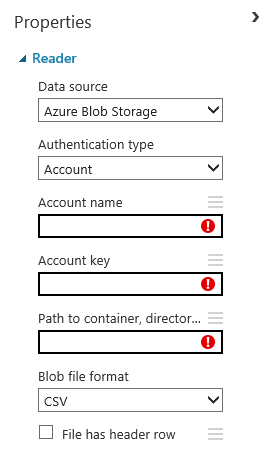 Properties
Reader
Data source
Azure Blob Storage
Authentication type
Account
Account name
Account key
Path to container, director...
Blob file format
CSV
File has header row